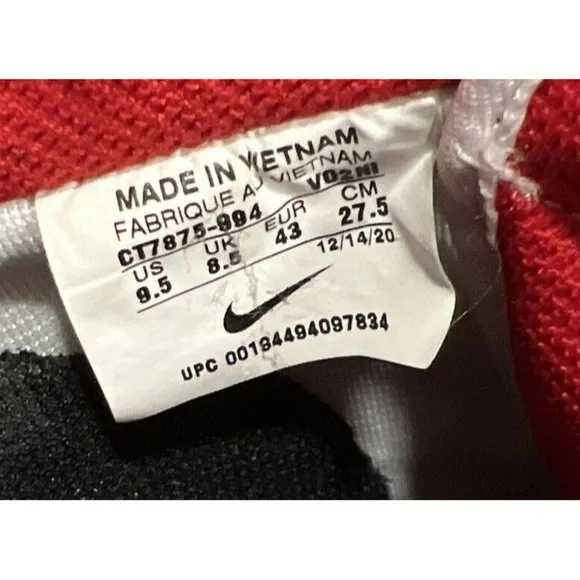 MADE IN VIETNAM
FABRIQUE AU VIETNAM
CT7875-994 V02NI
US UK EUR CM
9.5 8.5 43 27.5
12/14/20
UPC 00194494097834